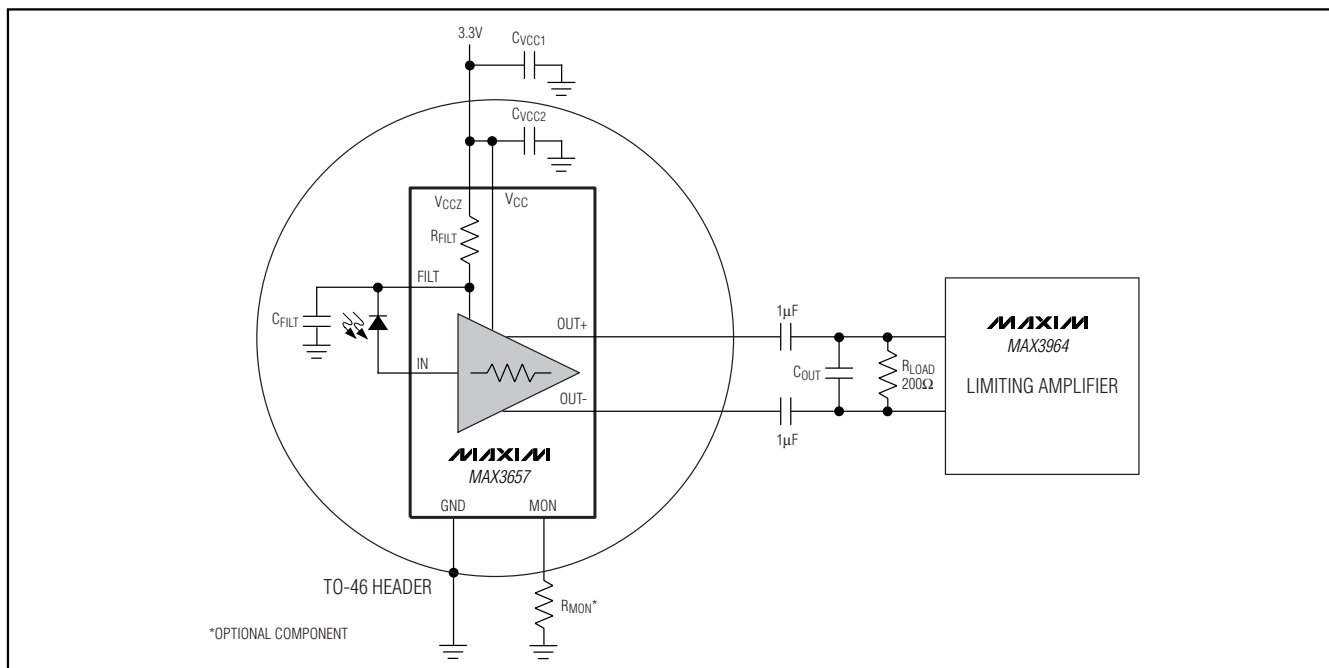 3.3V
CVCC1
CVCC2
VCCZ
VCC
RFILT
FILT
CFILT
IN
OUT+
OUT-
MAXIM
MAX3657
GND
MON
TO-46 HEADER
RMON*
*OPTIONAL COMPONENT
1µF
1µF
COUT
RLOAD
200Ω
MAXIM
MAX3964
LIMITING AMPLIFIER